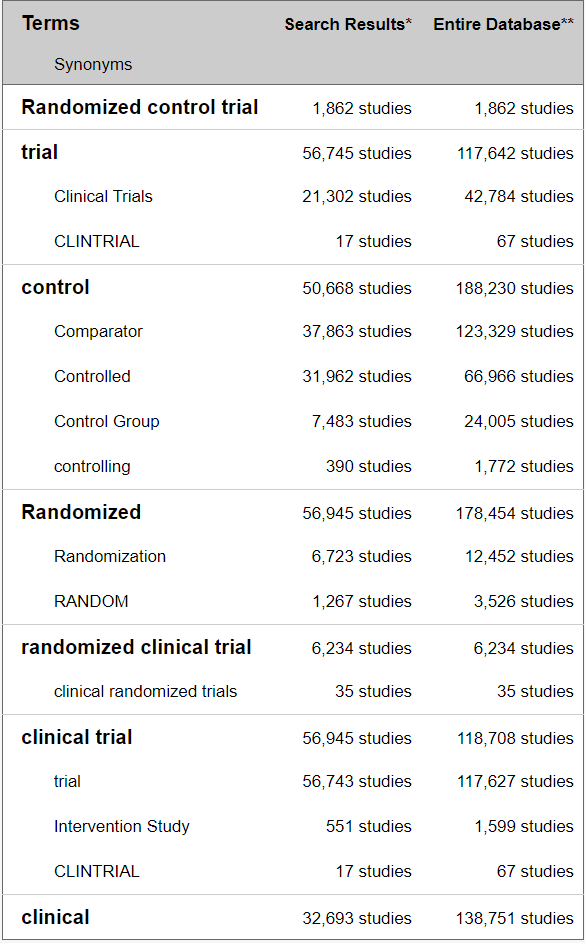 Terms Search Results* Entire Database**
Synonyms
Randomized control trial 1,862 studies 1,862 studies
trial 56,745 studies 117,642 studies
Clinical Trials 21,302 studies 42,784 studies
CLINTRIAL 17 studies 67 studies
control 50,668 studies 188,230 studies
Comparator 37,863 studies 123,329 studies
Controlled 31,962 studies 66,966 studies
Control Group 7,483 studies 24,005 studies
controlling 390 studies 1,772 studies
Randomized 56,945 studies 178,454 studies
Randomization 6,723 studies 12,452 studies
RANDOM 1,267 studies 3,526 studies
randomized clinical trial 6,234 studies 6,234 studies
clinical randomized trials 35 studies 35 studies
clinical trial 56,945 studies 118,708 studies
trial 56,743 studies 117,627 studies
Intervention Study 551 studies 1,599 studies
CLINTRIAL 17 studies 67 studies
clinical 32,693 studies 138,751 studies